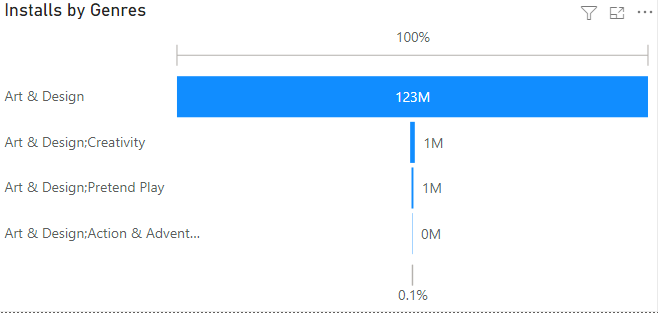 Installs by Genres
100%
Art & Design
123M
Art & Design;Creativity
1M
Art & Design;Pretend Play
1M
Art & Design;Action & Advent...
0M
0.1%